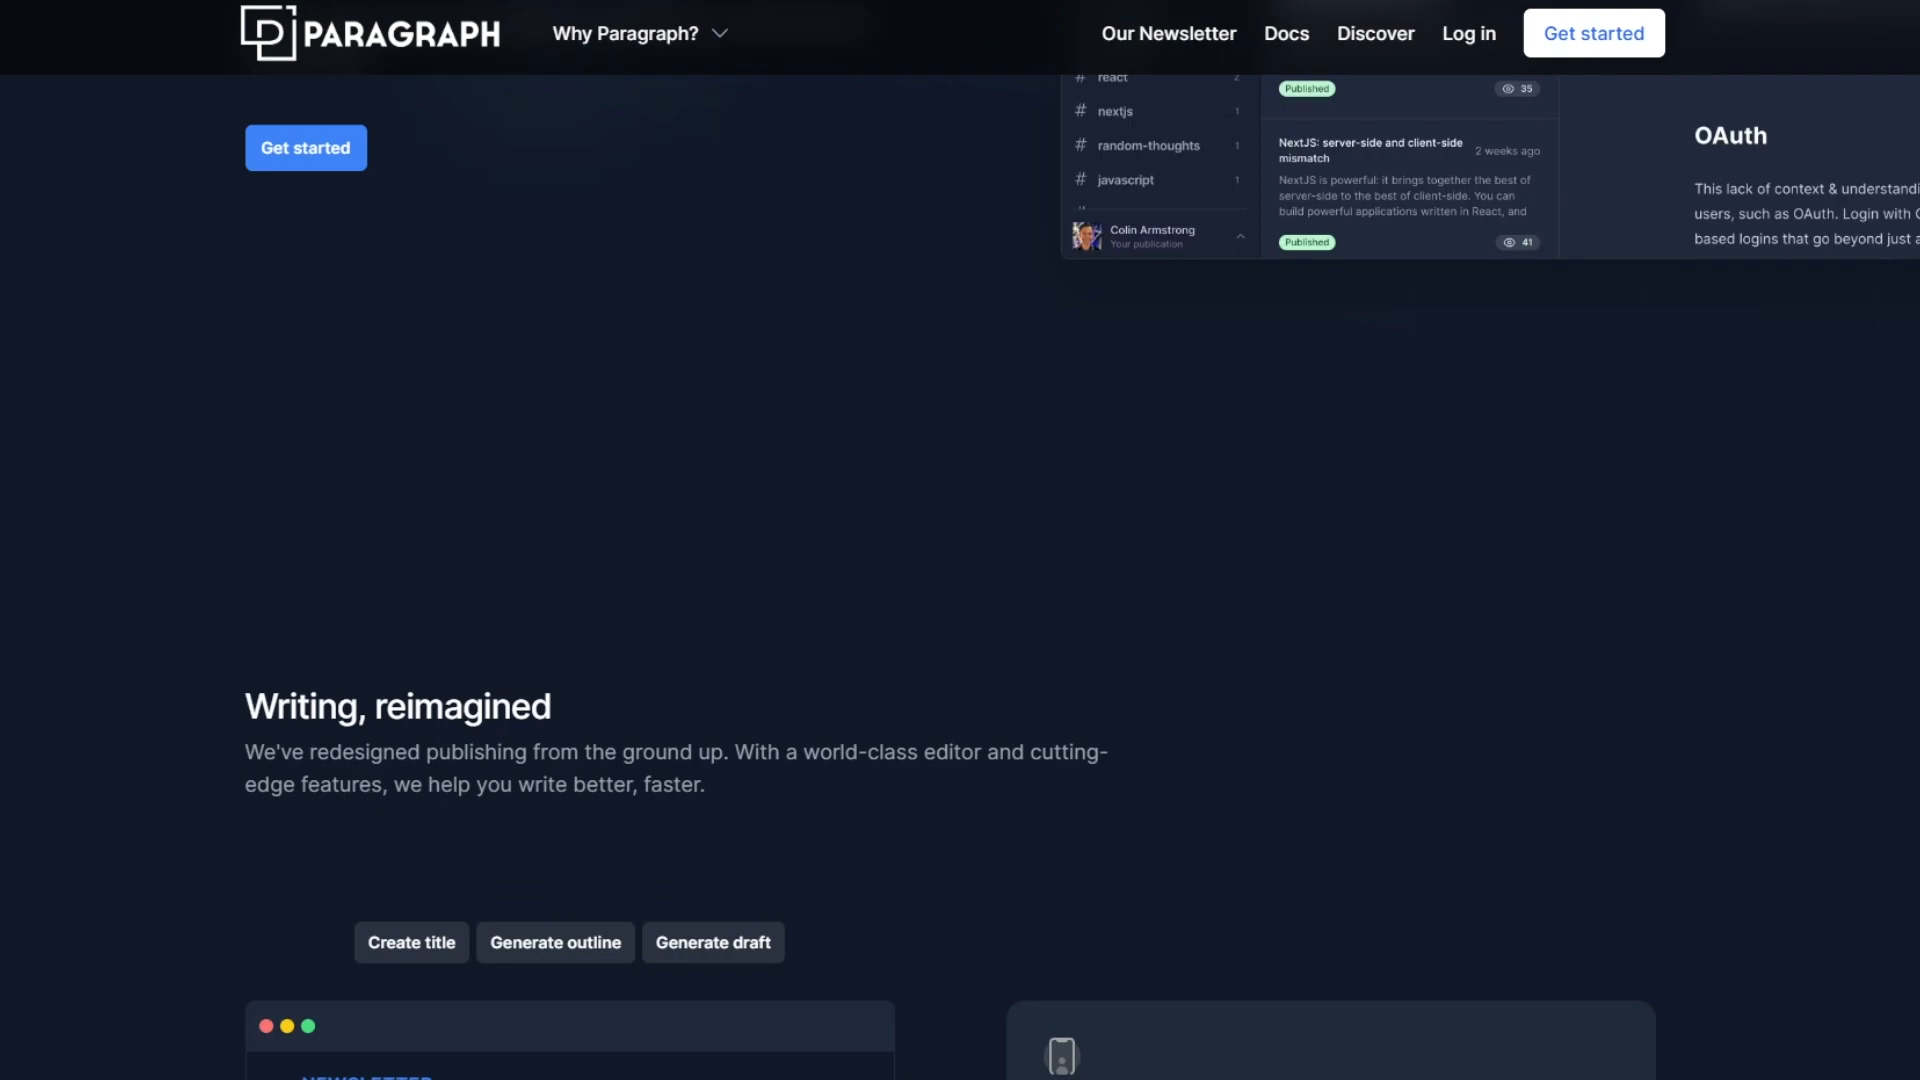 PARAGRAPH
Why Paragraph?
Our Newsletter
Docs
Discover
Log in
Get started
Get started
# react 2
# nextjs 1
# random-thoughts 1
# javascript 1
Colin Armstrong
Your publication
Published
35
NextJS: server-side and client-side
mismatch
2 weeks ago
NextJS is powerful: it brings together the best of
server-side to the best of client-side. You can
build powerful applications written in React, and
Published
41
OAuth
This lack of context & understandi
users, such as OAuth. Login with
based logins that go beyond just a
Writing, reimagined
We've redesigned publishing from the ground up. With a world-class editor and cutting-
edge features, we help you write better, faster.
Create title
Generate outline
Generate draft
NEWSLETTER